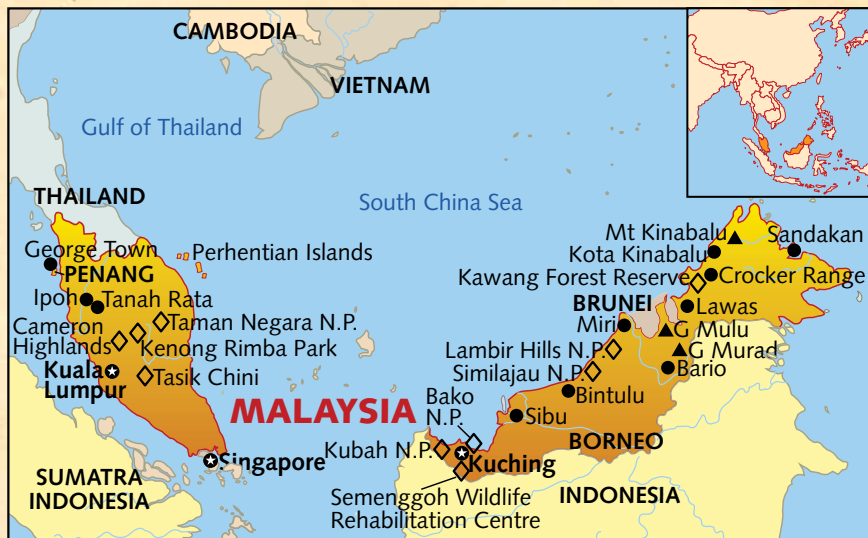 CAMBODIA
VIETNAM
Gulf of Thailand
THAILAND
South China Sea
George Town
PENANG
Perhentian Islands
Ipoh
Tanah Rata
Cameron
Highlands
Taman Negara N.P.
Kenong Rimba Park
Kuala
Lumpur
Tasik Chini
MALAYSIA
Singapore
SUMATRA
INDONESIA
Mt Kinabalu
Sandakan
Kota Kinabalu
Kawang Forest Reserve
Crocker Range
BRUNEI
Lawas
Miri
G Mulu
Lambir Hills N.P.
G Murad
Similajau N.P.
Bario
Bako
N.P.
Bintulu
Sibu
BORNEO
Kubah N.P.
Kuching
Semenggoh Wildlife
Rehabilitation Centre
INDONESIA